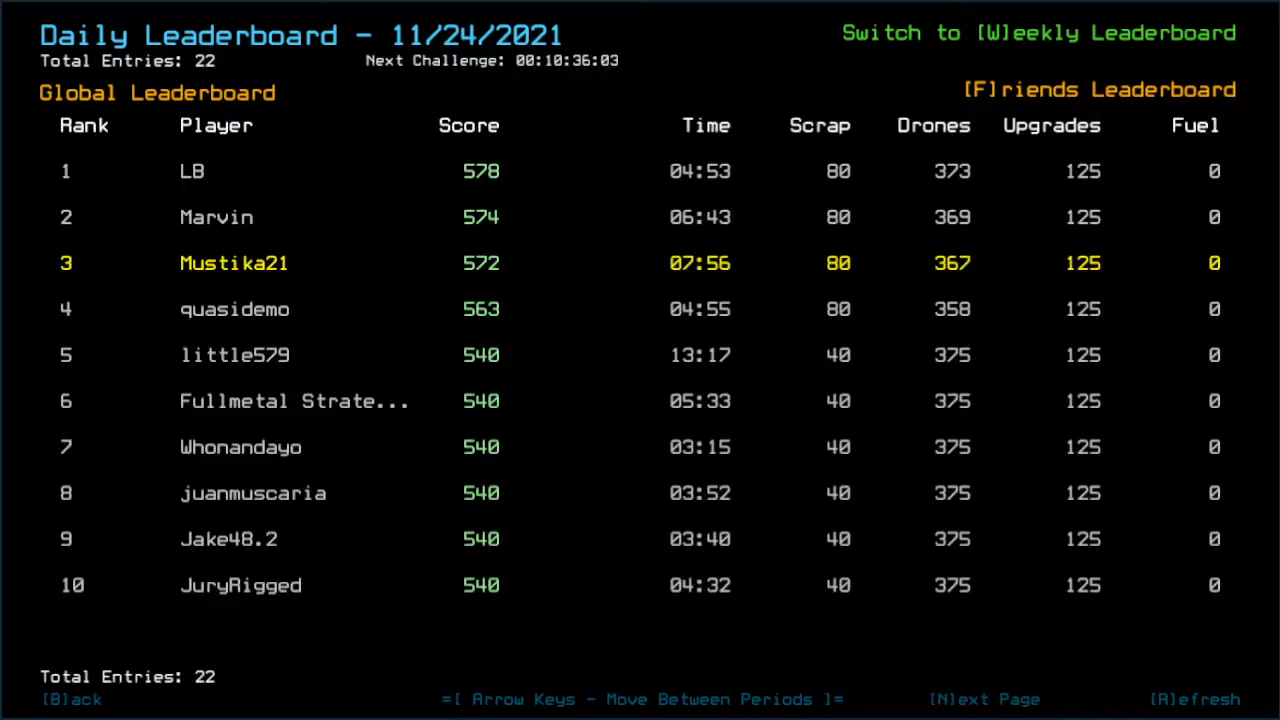 Daily Leaderboard - 11/24/2021 Switch to [W]eekly Leaderboard
Total Entries: 22 Next Challenge: 00:10:36:03
Global Leaderboard [F]riends Leaderboard
Rank Player Score Time Scrap Drones Upgrades Fuel
1 LB 578 04:53 80 373 125 0
2 Marvin 574 06:43 80 369 125 0
3 Mustika21 572 07:56 80 367 125 0
4 quasidemo 563 04:55 80 358 125 0
5 little579 540 13:17 40 375 125 0
6 Fullmetal Strate... 540 05:33 40 375 125 0
7 Whonandayo 540 03:15 40 375 125 0
8 juanmuscaria 540 03:52 40 375 125 0
9 Jake48.2 540 03:40 40 375 125 0
10 JuryRigged 540 04:32 40 375 125 0
Total Entries: 22
[B]ack =[ Arrow Keys - Move Between Periods ]= [N]ext Page [R]efresh